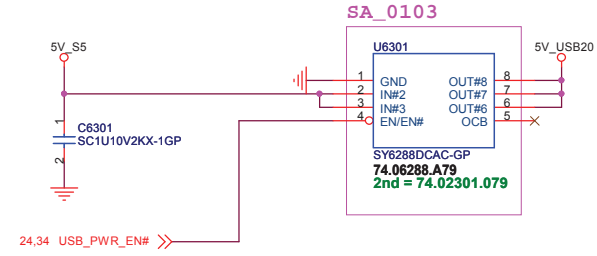 SA_0103
5V_S5
U6301
5V_USB20
1 GND OUT#8 8
2 IN#2 OUT#7 7
3 IN#3 OUT#6 6
4 EN/EN# OCB 5
1
C6301
SC1U10V2KX-1GP
2
SY6288DCAC-GP
74.06288.A79
2nd = 74.02301.079
24,34 USB_PWR_EN#